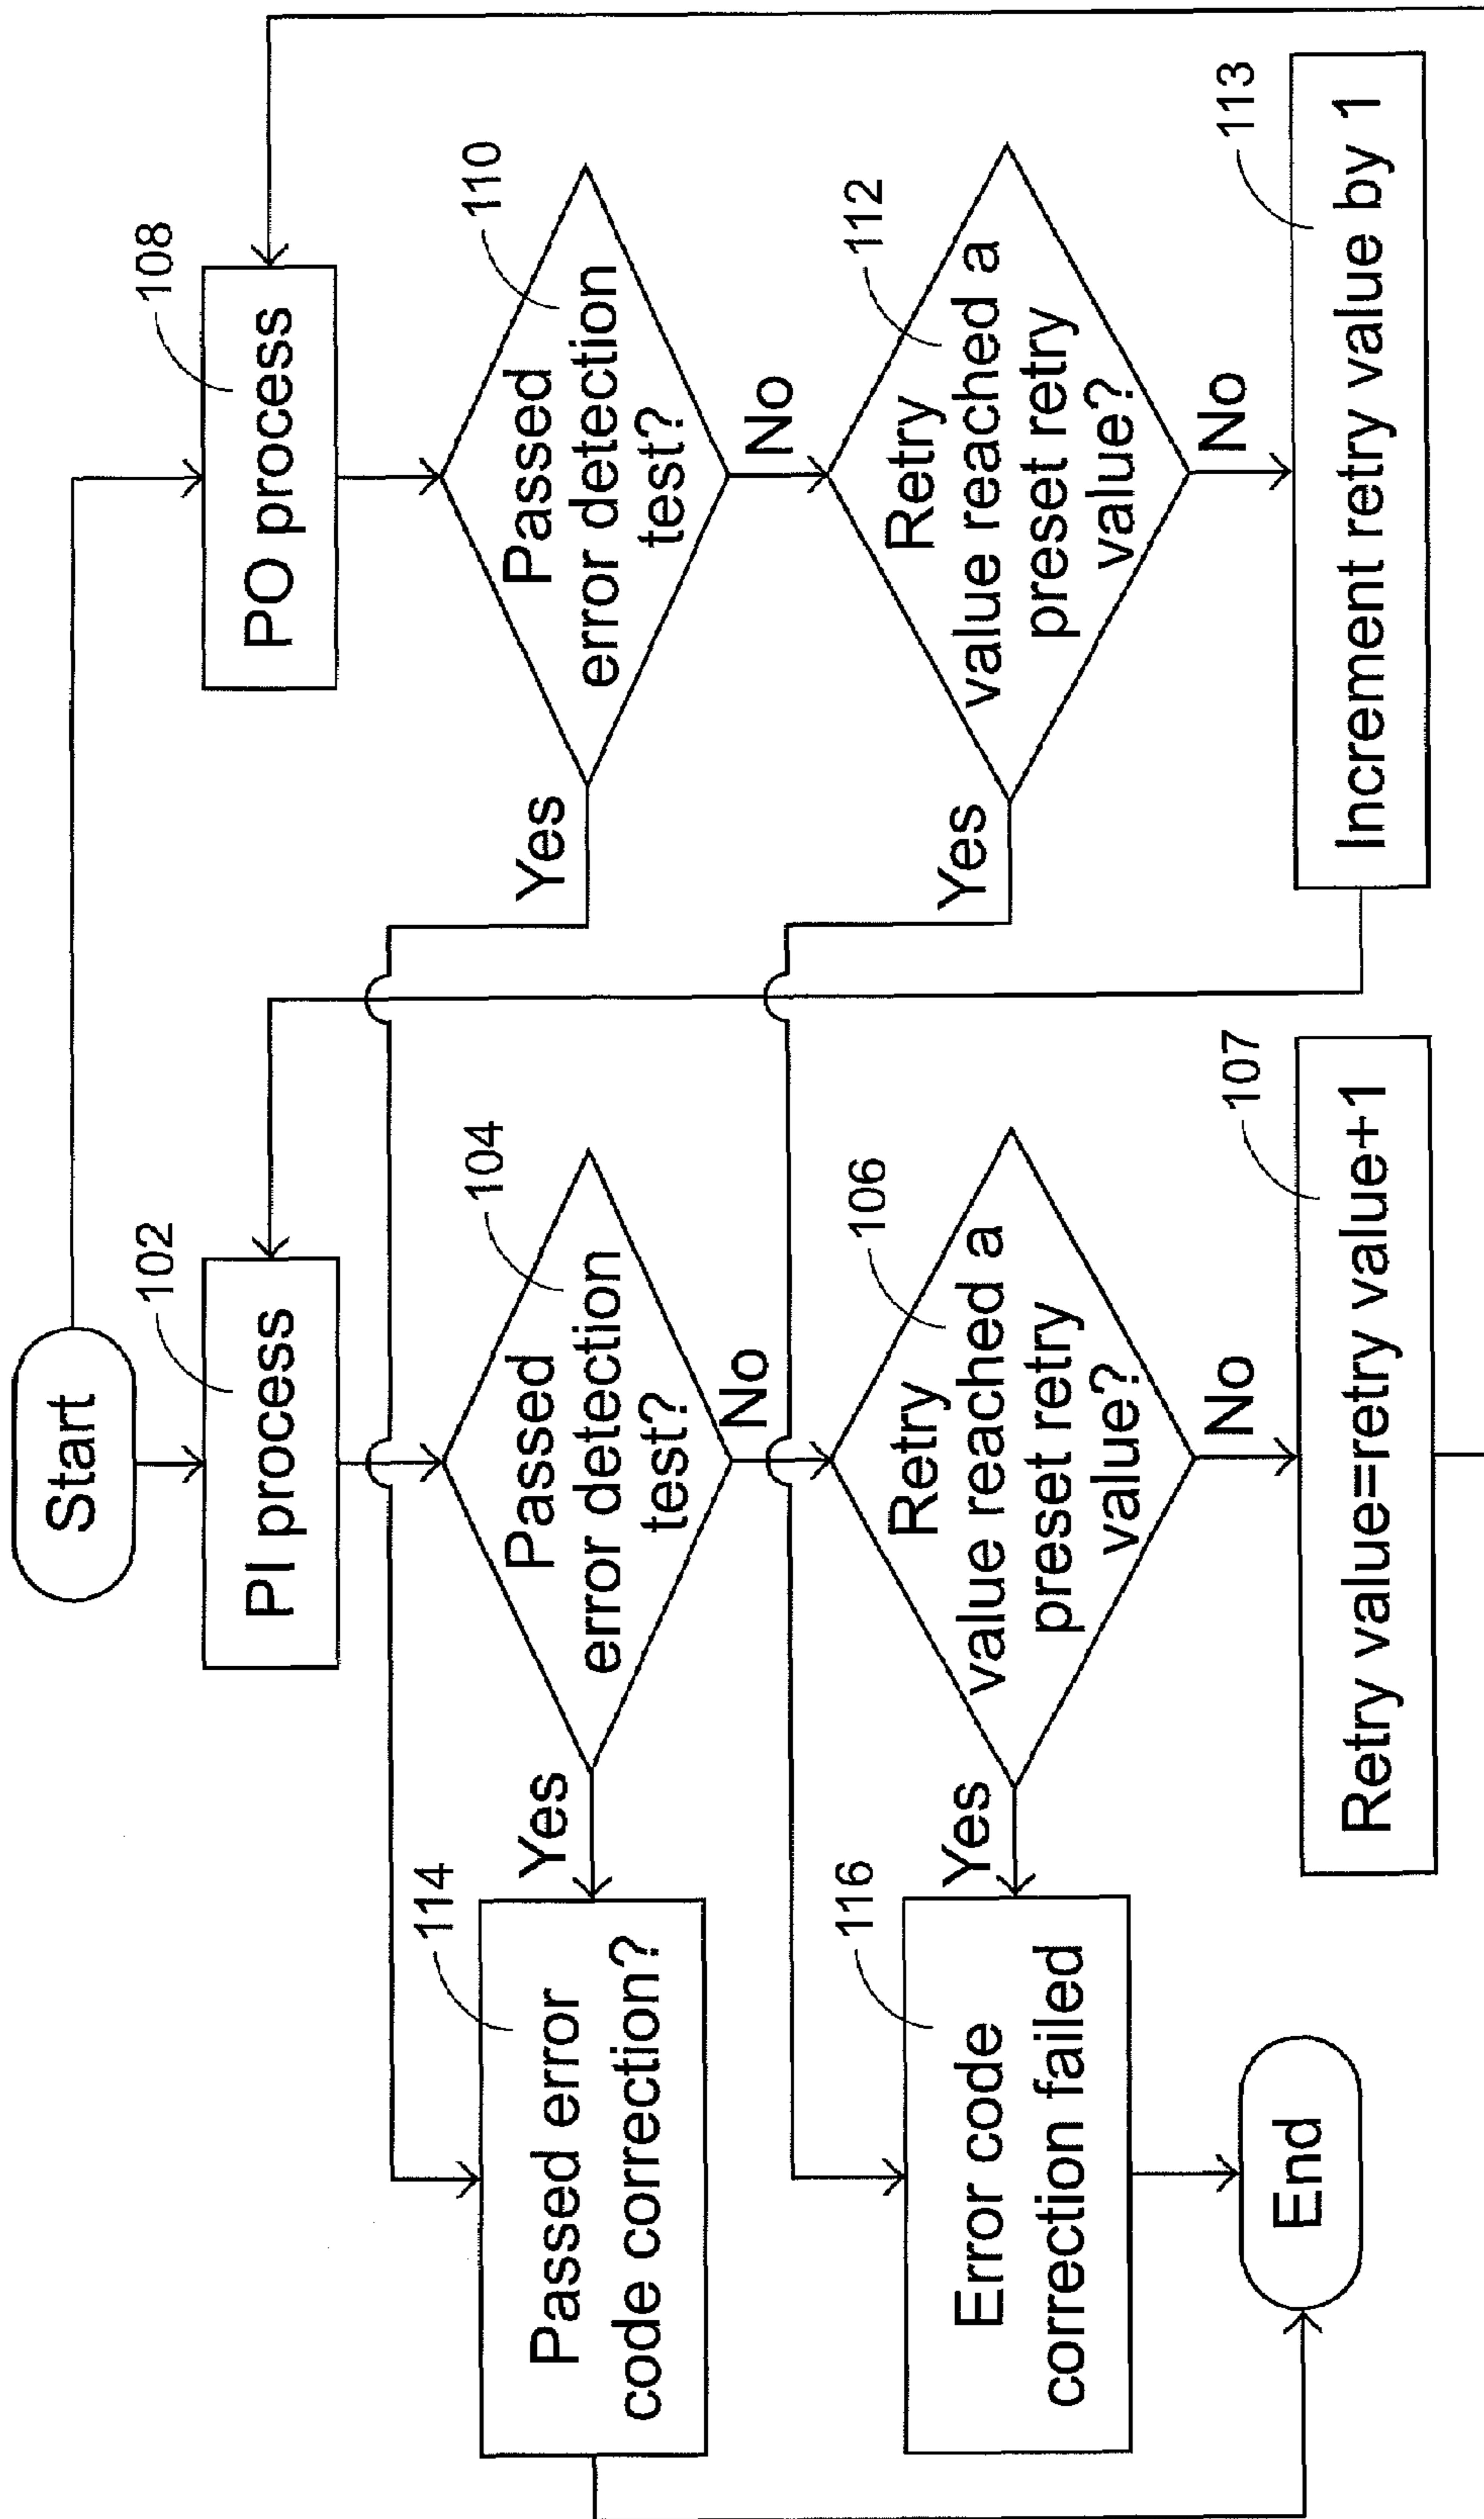 Start
102
PI process
108
PO process
104
Passed
error detection
test?
110
Passed
error detection
test?
Yes
No
Yes
No
114
Passed error
code correction?
106
Retry
value reached a
preset retry
value?
112
Retry
value reached a
preset retry
value?
Yes
No
Yes
No
116
Error code
correction failed
107
Retry value=retry value+1
113
Increment retry value by 1
End